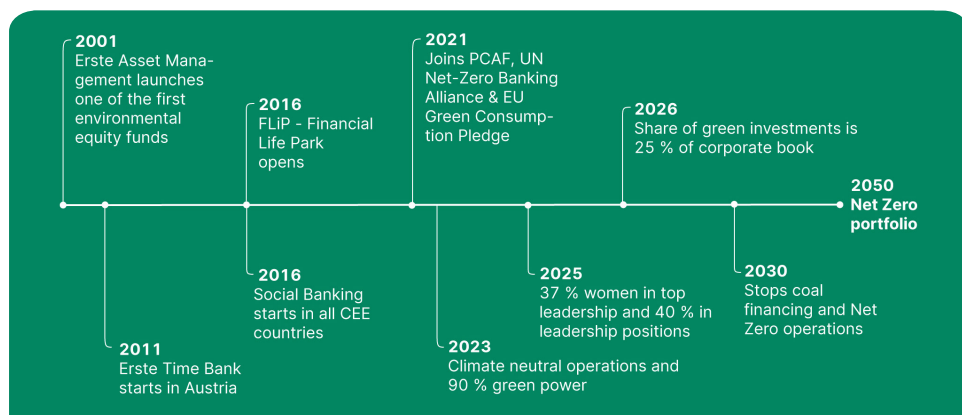 2001
Erste Asset Mana-
gement launches
one of the first
environmental
equity funds
2011
Erste Time Bank
starts in Austria
2016
FLiP - Financial
Life Park
opens
2016
Social Banking
starts in all CEE
countries
2021
Joins PCAF, UN
Net-Zero Banking
Alliance & EU
Green Consump-
tion Pledge
2023
Climate neutral operations and
90 % green power
2025
37 % women in top
leadership and 40 % in
leadership positions
2026
Share of green investments is
25 % of corporate book
2030
Stops coal
financing and Net
Zero operations
2050
Net Zero
portfolio